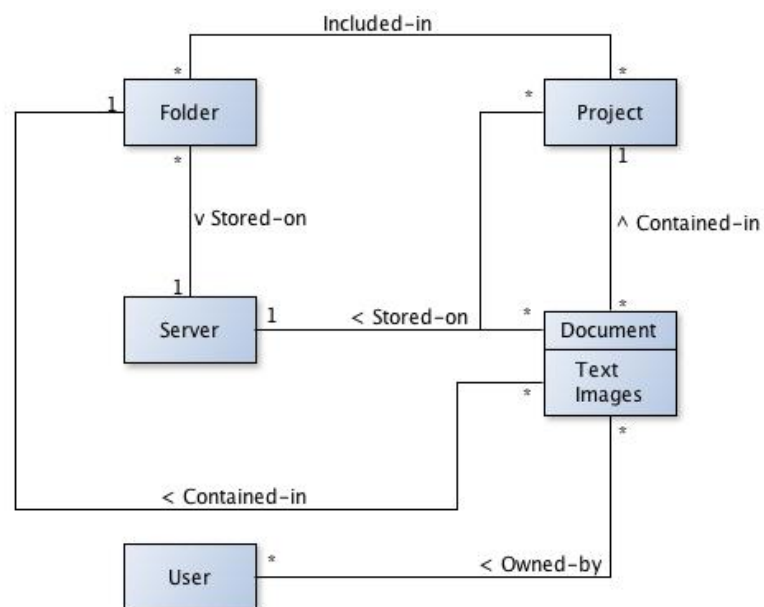 Included-in
* *
1 Folder * Project
* 1
v Stored-on ^ Contained-in
1 *
Server 1 < Stored-on * Document
Text
* Images
*
< Contained-in
* < Owned-by
User